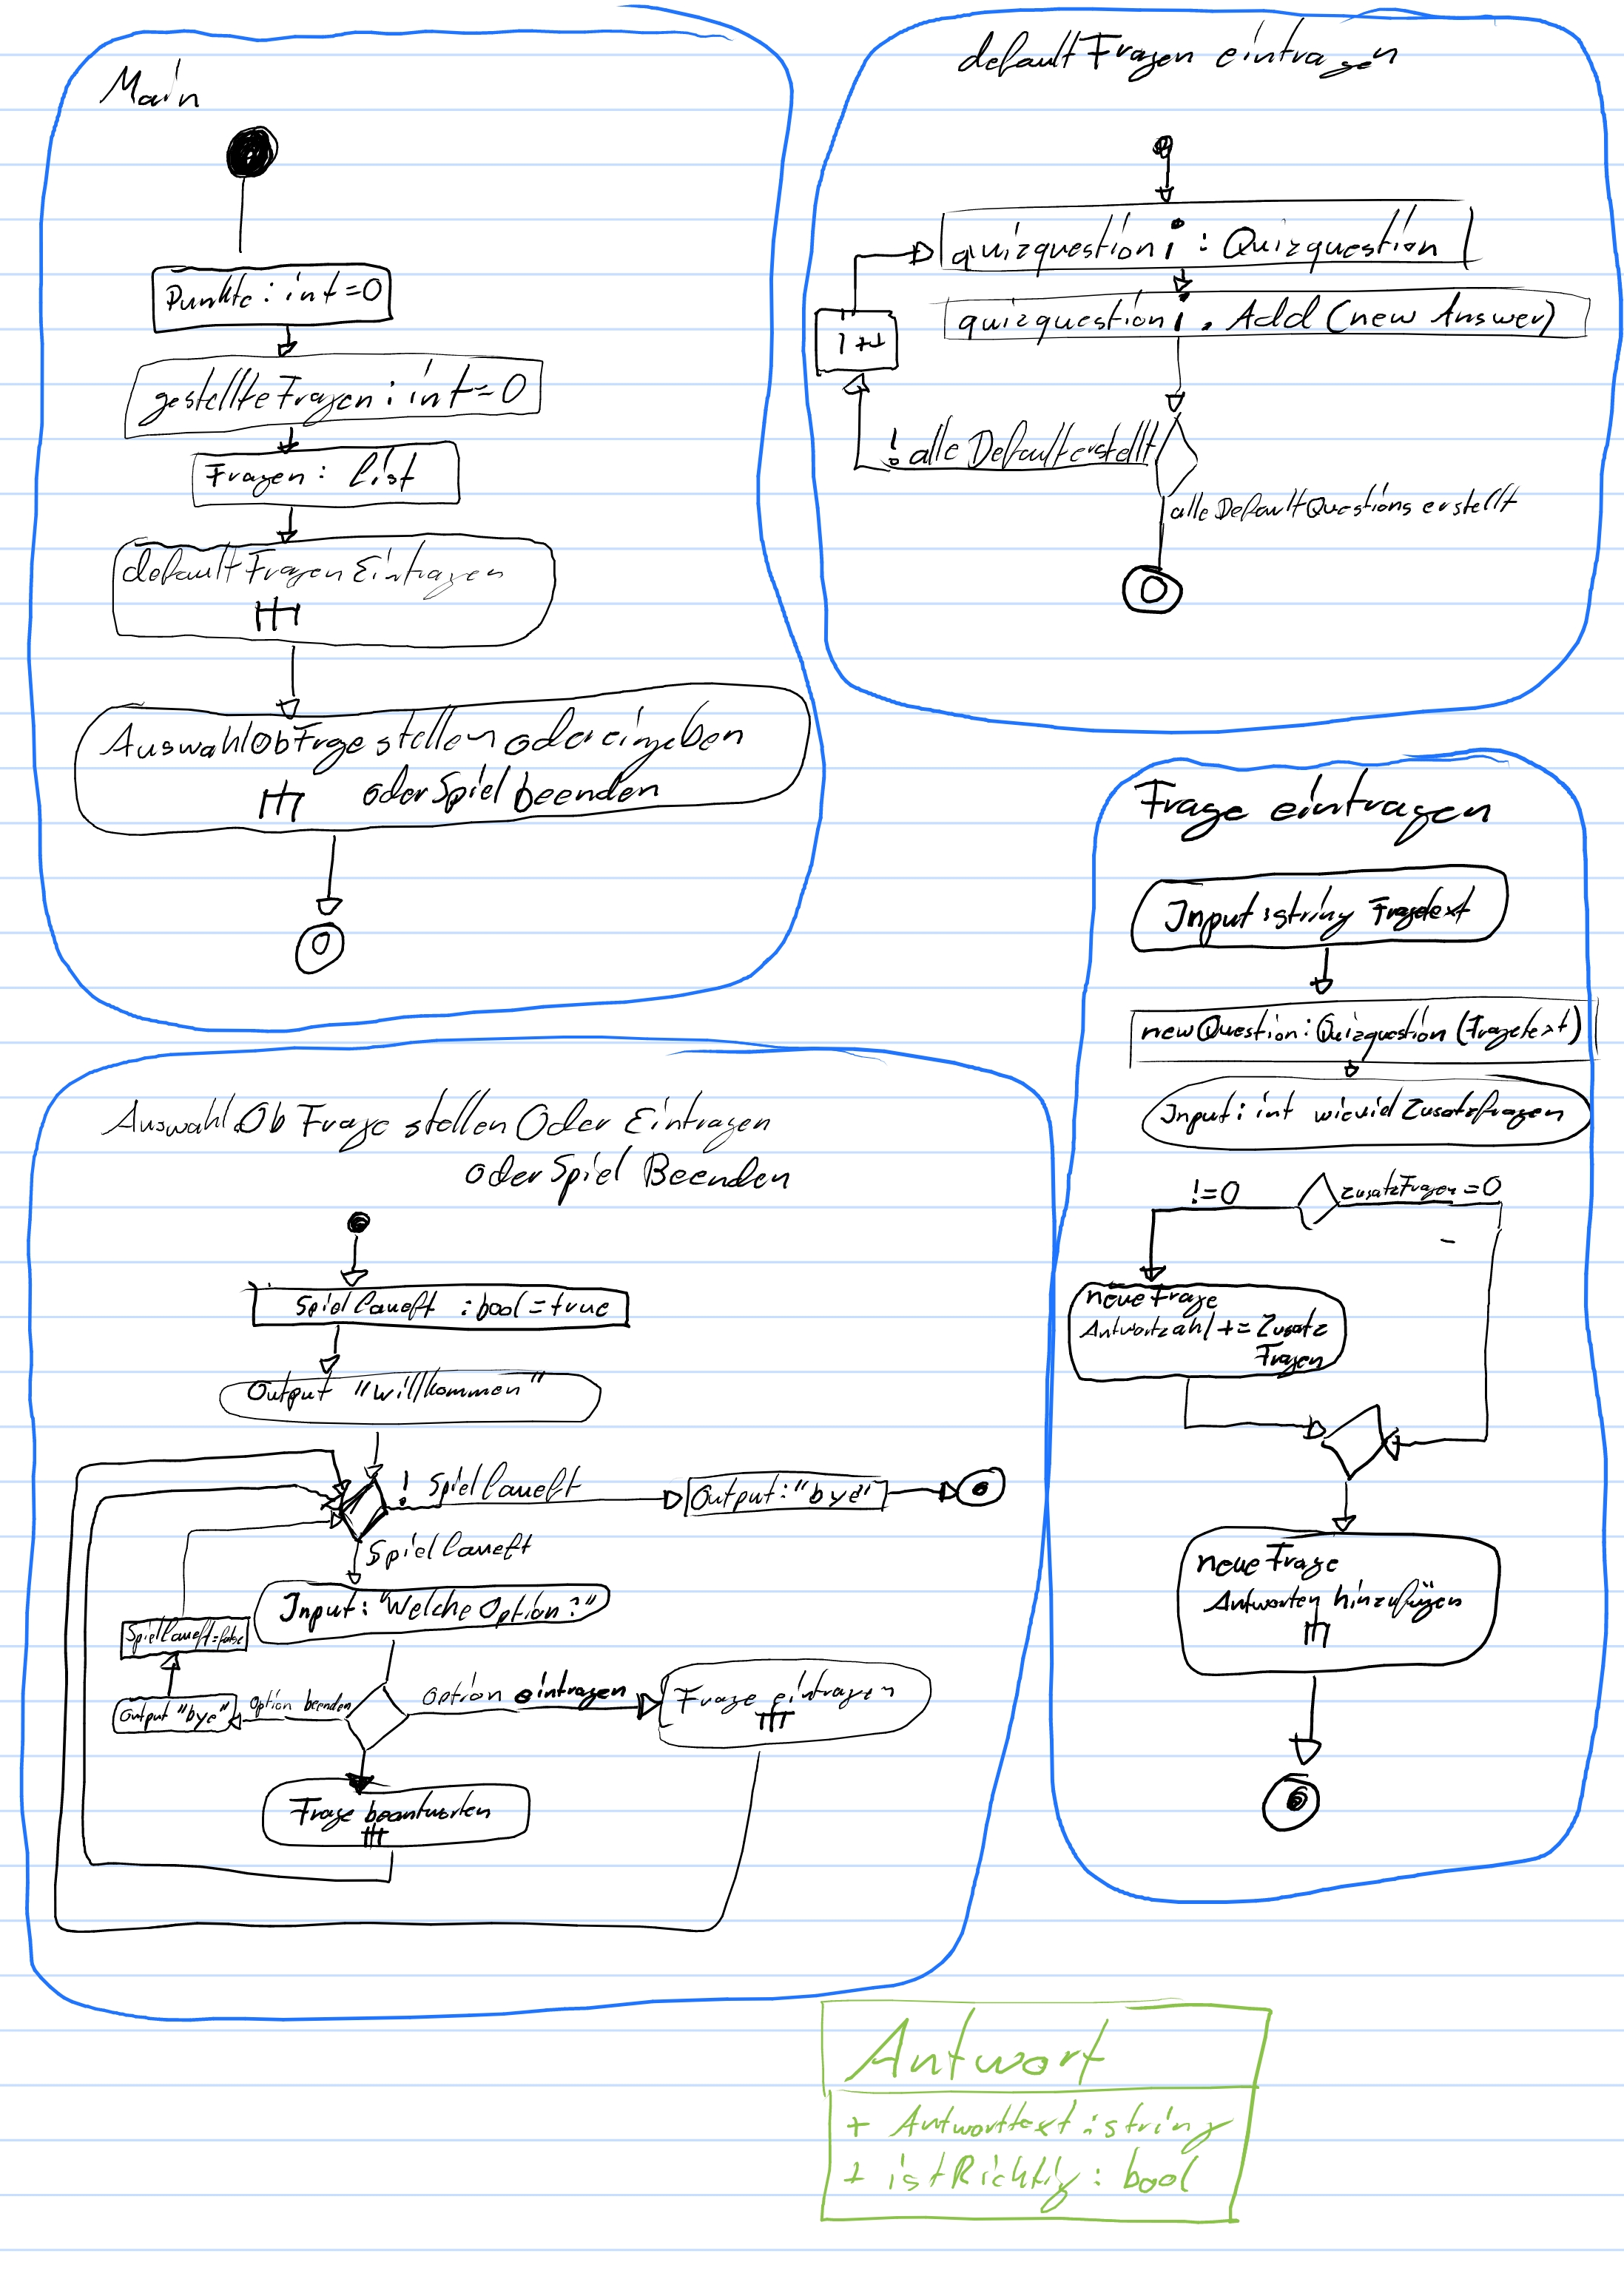 Main
Punkte : int = 0
gestellte Fragen : int = 0
Fragen : List
default Fragen Eintragen
Auswahl Ob Frage stellen oder eingeben
oder Spiel beenden
default Fragen eintragen
quizquestion i : Quizquestion
quizquestion i . Add (new Answer)
i++
! alle Default erstellt
alle Default Questions erstellt
Frage eintragen
Input : string Fragetext
new Question : Quizquestion (Fragetext)
Input : int wieviel Zusatzfragen
!=0
zusatzFragen = 0
neue Frage
Antwortzahl += Zusatz
Fragen
neue Frage
Antworten hinzufügen
Auswahl Ob Frage stellen Oder Eintragen
oder Spiel Beenden
Spiel laueft : bool = true
Output "willkommen"
! Spiel laueft
Output : "bye"
Spiel laueft
Input : "Welche Option?"
Spiel laueft = false
Output "bye"
Option beenden
Option eintragen
Frage eintragen
Frage beantworten
Antwort
+ Antworttext : string
+ istRichtig : bool